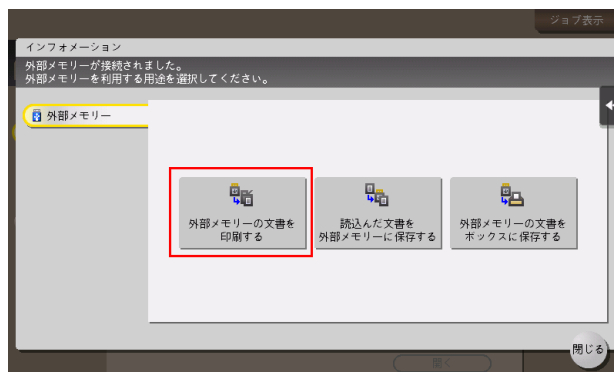 ジョブ表示
インフォメーション
外部メモリーが接続されました。
外部メモリーを利用する用途を選択してください。
外部メモリー
外部メモリーの文書を
印刷する
読込んだ文書を
外部メモリーに保存する
外部メモリーの文書を
ボックスに保存する
閉じる
開く